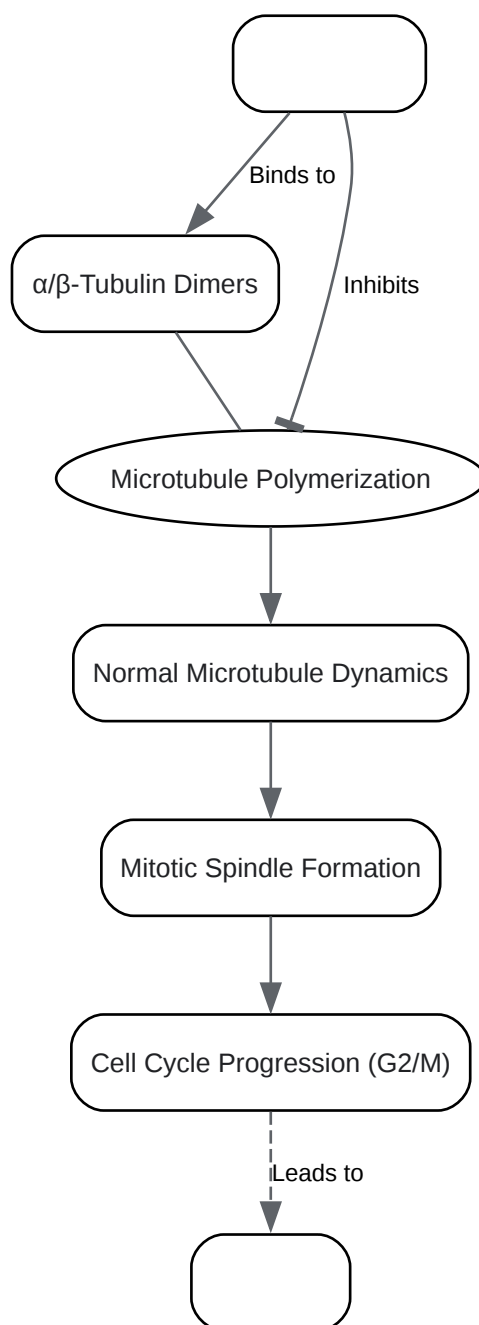 Binds to
α/β-Tubulin Dimers
Inhibits
Microtubule Polymerization
Normal Microtubule Dynamics
Mitotic Spindle Formation
Cell Cycle Progression (G2/M)
Leads to